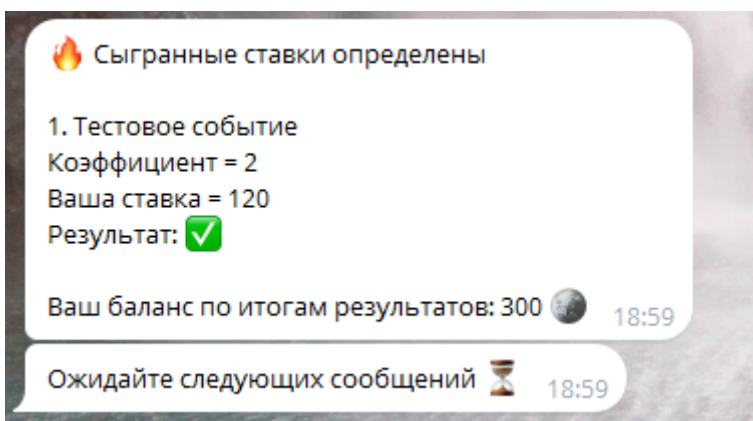 🔥 Сыгранные ставки определены
1. Тестовое событие
Коэффициент = 2
Ваша ставка = 120
Результат: ✅
Ваш баланс по итогам результатов: 300 🌑 18:59
Ожидайте следующих сообщений ⏳ 18:59